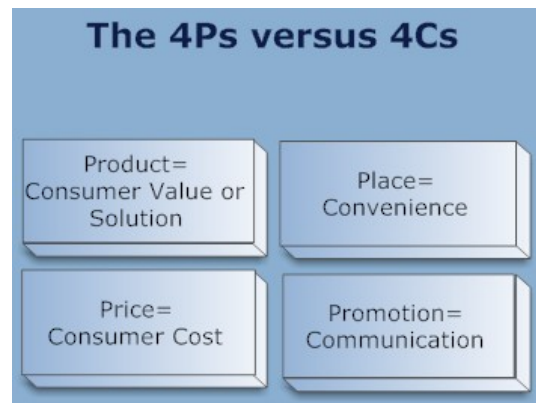 The 4Ps versus 4Cs
Product=
Consumer Value or
Solution
Place=
Convenience
Price=
Consumer Cost
Promotion=
Communication